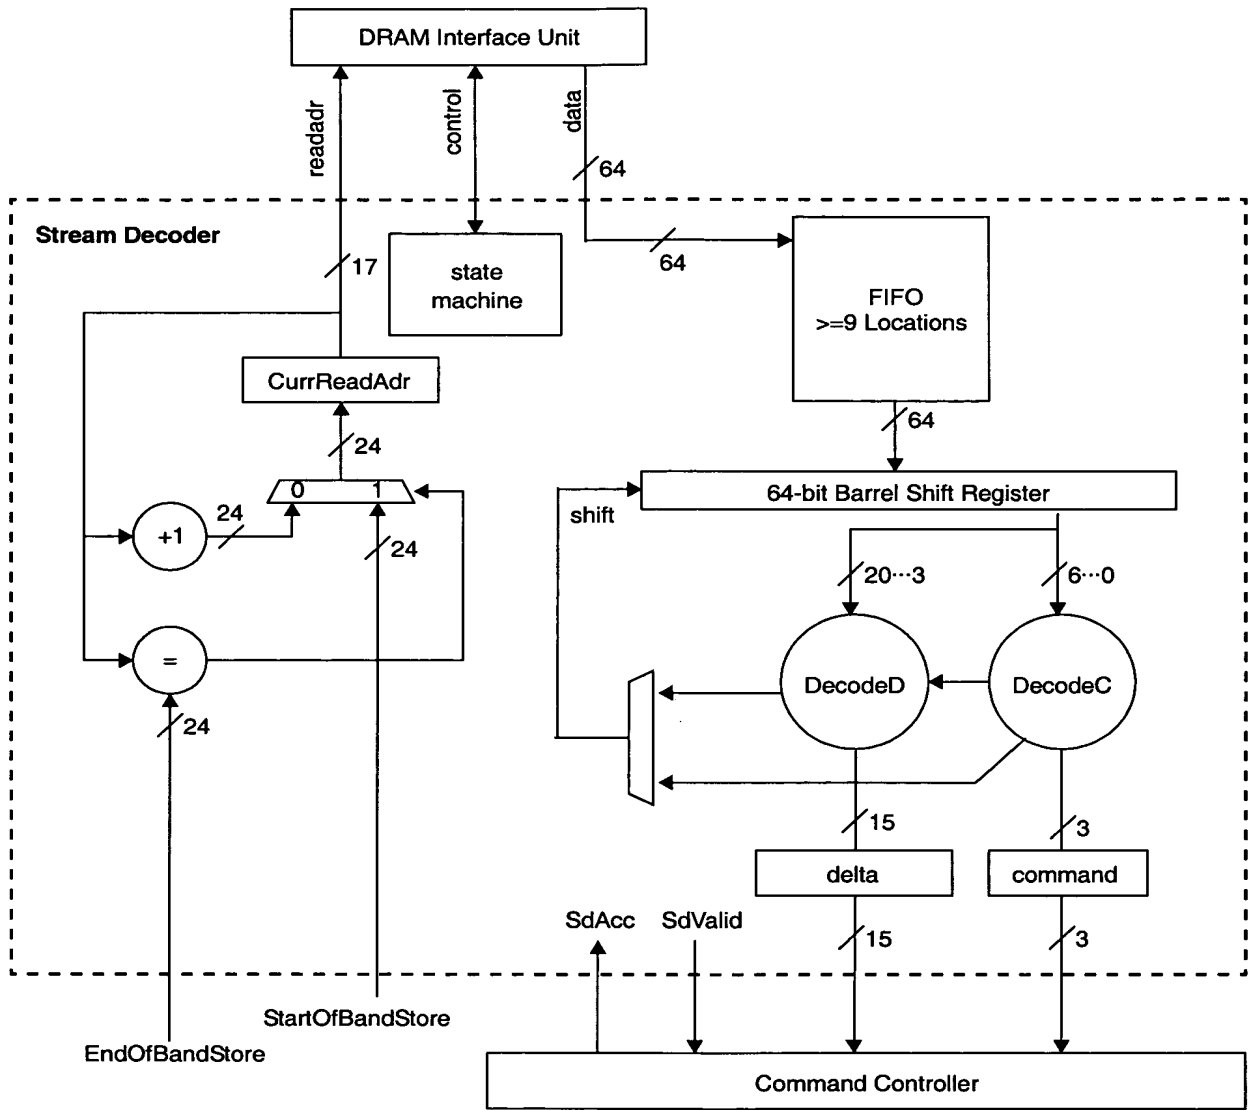 DRAM Interface Unit
readadr
control
data
64
Stream Decoder
17
state
machine
64
FIFO
>=9 Locations
CurrReadAdr
64
24
0 1
64-bit Barrel Shift Register
shift
+1
24
24
20···3
6···0
=
DecodeD
DecodeC
24
15
3
delta
command
SdAcc
SdValid
15
3
StartOfBandStore
EndOfBandStore
Command Controller